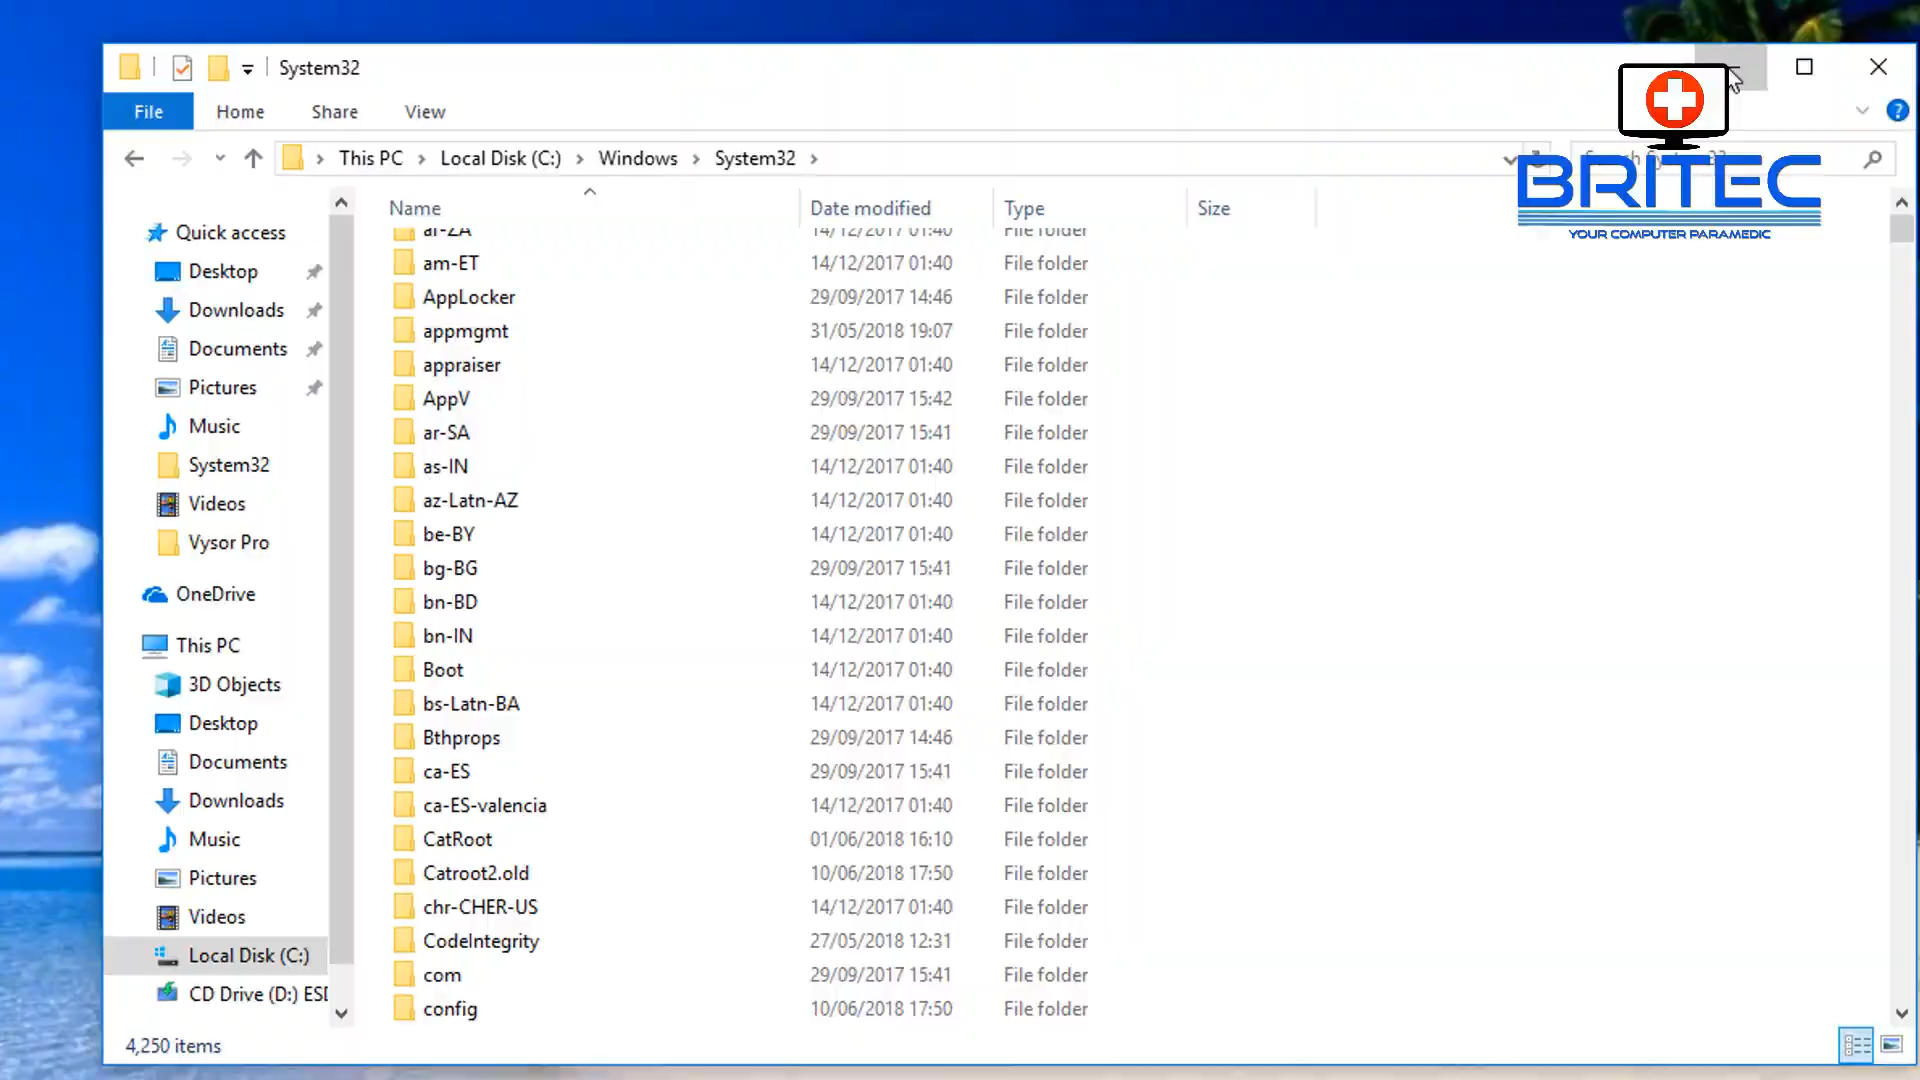 System32
File Home Share View
This PC Local Disk (C:) Windows System32
BRITEC
YOUR COMPUTER PARAMEDIC
Name Date modified Type Size
Quick access
Desktop
Downloads
Documents
Pictures
Music
System32
Videos
Vysor Pro
OneDrive
This PC
3D Objects
Desktop
Documents
Downloads
Music
Pictures
Videos
Local Disk (C:)
CD Drive (D:) ESD
am-ET 14/12/2017 01:40 File folder
AppLocker 29/09/2017 14:46 File folder
appmgmt 31/05/2018 19:07 File folder
appraiser 14/12/2017 01:40 File folder
AppV 29/09/2017 15:42 File folder
ar-SA 29/09/2017 15:41 File folder
as-IN 14/12/2017 01:40 File folder
az-Latn-AZ 14/12/2017 01:40 File folder
be-BY 14/12/2017 01:40 File folder
bg-BG 29/09/2017 15:41 File folder
bn-BD 14/12/2017 01:40 File folder
bn-IN 14/12/2017 01:40 File folder
Boot 14/12/2017 01:40 File folder
bs-Latn-BA 14/12/2017 01:40 File folder
Bthprops 29/09/2017 14:46 File folder
ca-ES 29/09/2017 15:41 File folder
ca-ES-valencia 14/12/2017 01:40 File folder
CatRoot 01/06/2018 16:10 File folder
Catroot2.old 10/06/2018 17:50 File folder
chr-CHER-US 14/12/2017 01:40 File folder
CodeIntegrity 27/05/2018 12:31 File folder
com 29/09/2017 15:41 File folder
config 10/06/2018 17:50 File folder
4,250 items